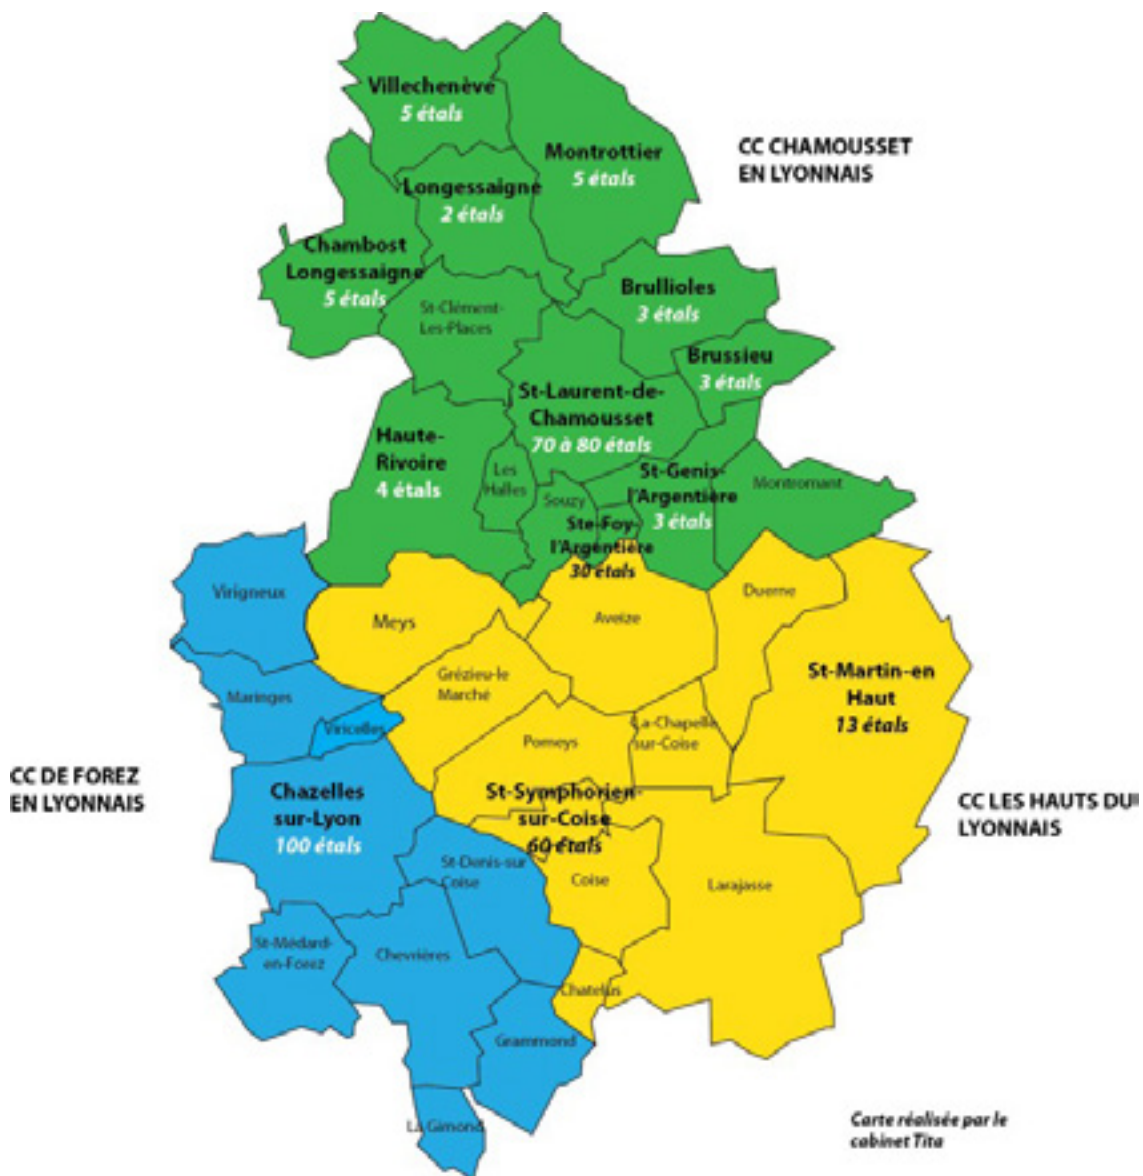 Villechenève
5 étals
Montrottier
5 étals
CC CHAMOUSSET
EN LYONNAIS
Longessaigne
2 étals
Chambost
Longessaigne
5 étals
Brullioles
3 étals
St-Clément-
Les-Places
Brussieu
3 étals
St-Laurent-de-
Chamousset
70 à 80 étals
Haute-
Rivoire
4 étals
Les
Halles
St-Genis-
l'Argentière
3 étals
Montromant
Souzy
Ste-Foy-
l'Argentière
30 étals
Virigneux
Meys
Aveize
Duerne
Grézieu-le
Marché
St-Martin-en
Haut
13 étals
Maringes
Viricelles
Pomeys
La-Chapelle
sur-Coise
CC DE FOREZ
EN LYONNAIS
Chazelles
sur-Lyon
100 étals
St-Symphorien-
sur-Coise
60 étals
CC LES HAUTS DU
LYONNAIS
St-Denis-sur
Coise
Coise
Larajasse
St-Médard-
en-Forez
Chevrières
Chatelus
Grammond
La Gimond
Carte réalisée par le
cabinet Tita